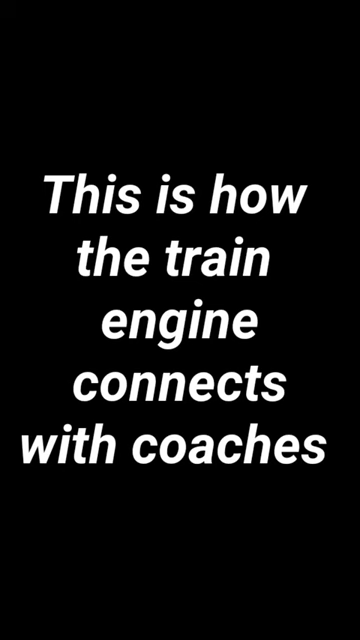 This is how
the train
engine
connects
with coaches